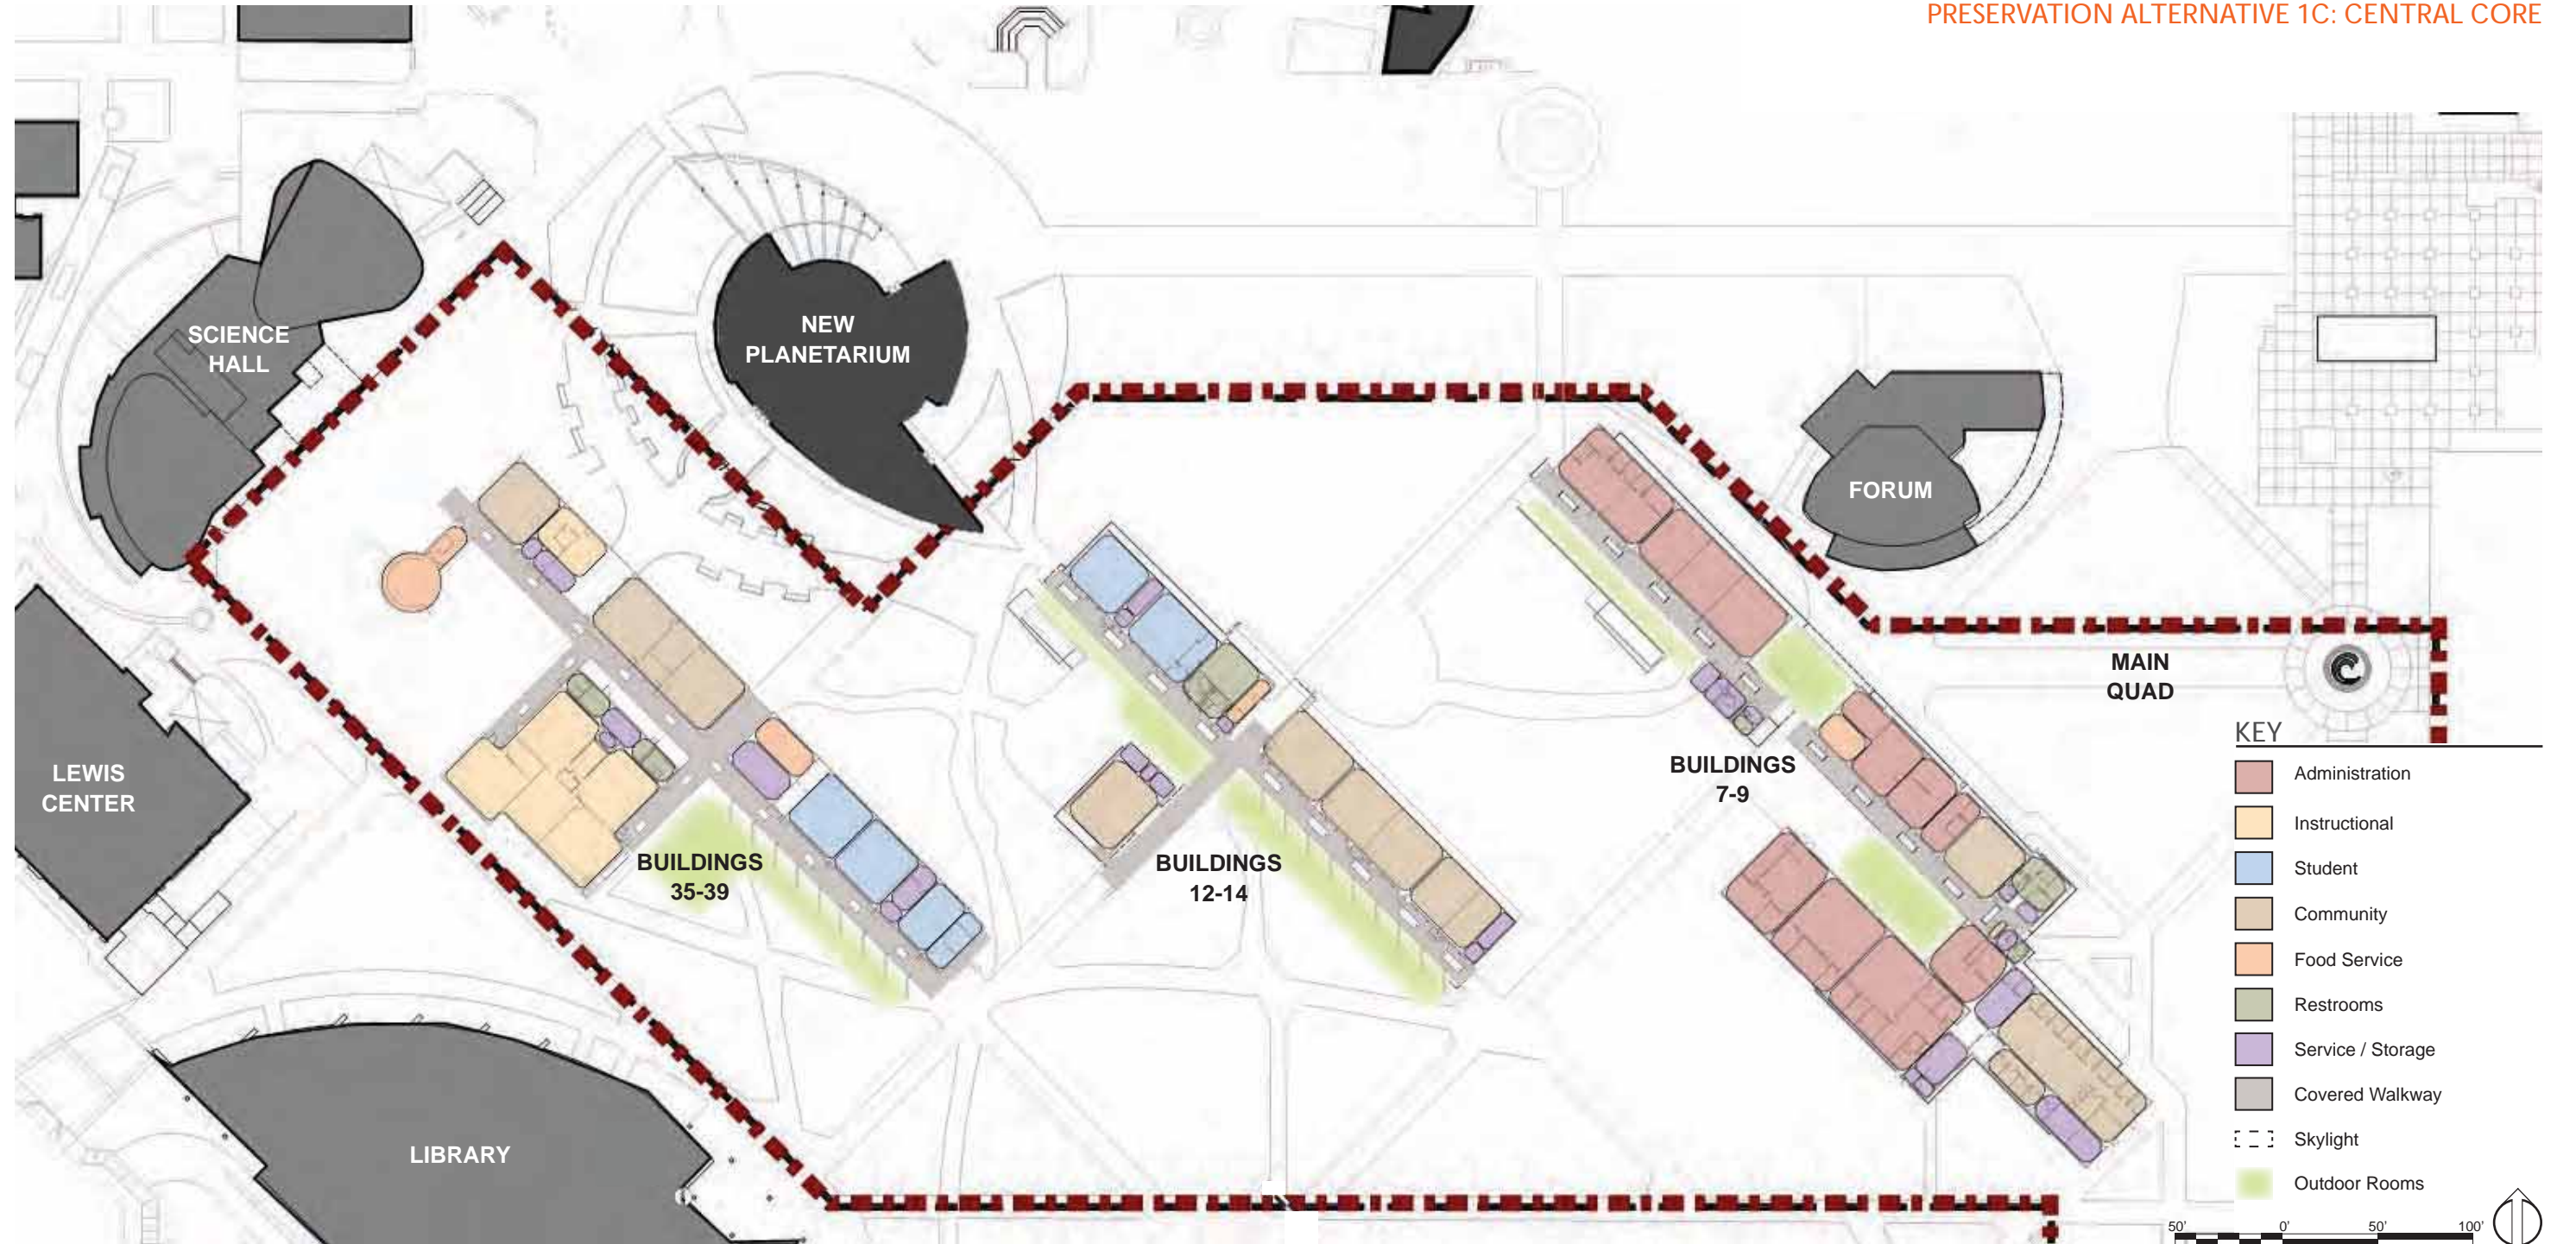 PRESERVATION ALTERNATIVE 1C: CENTRAL CORE
SCIENCE
HALL
NEW
PLANETARIUM
FORUM
MAIN
QUAD
LEWIS
CENTER
BUILDINGS
35-39
BUILDINGS
12-14
BUILDINGS
7-9
LIBRARY
KEY
Administration
Instructional
Student
Community
Food Service
Restrooms
Service / Storage
Covered Walkway
Skylight
Outdoor Rooms
50' 0' 50' 100'